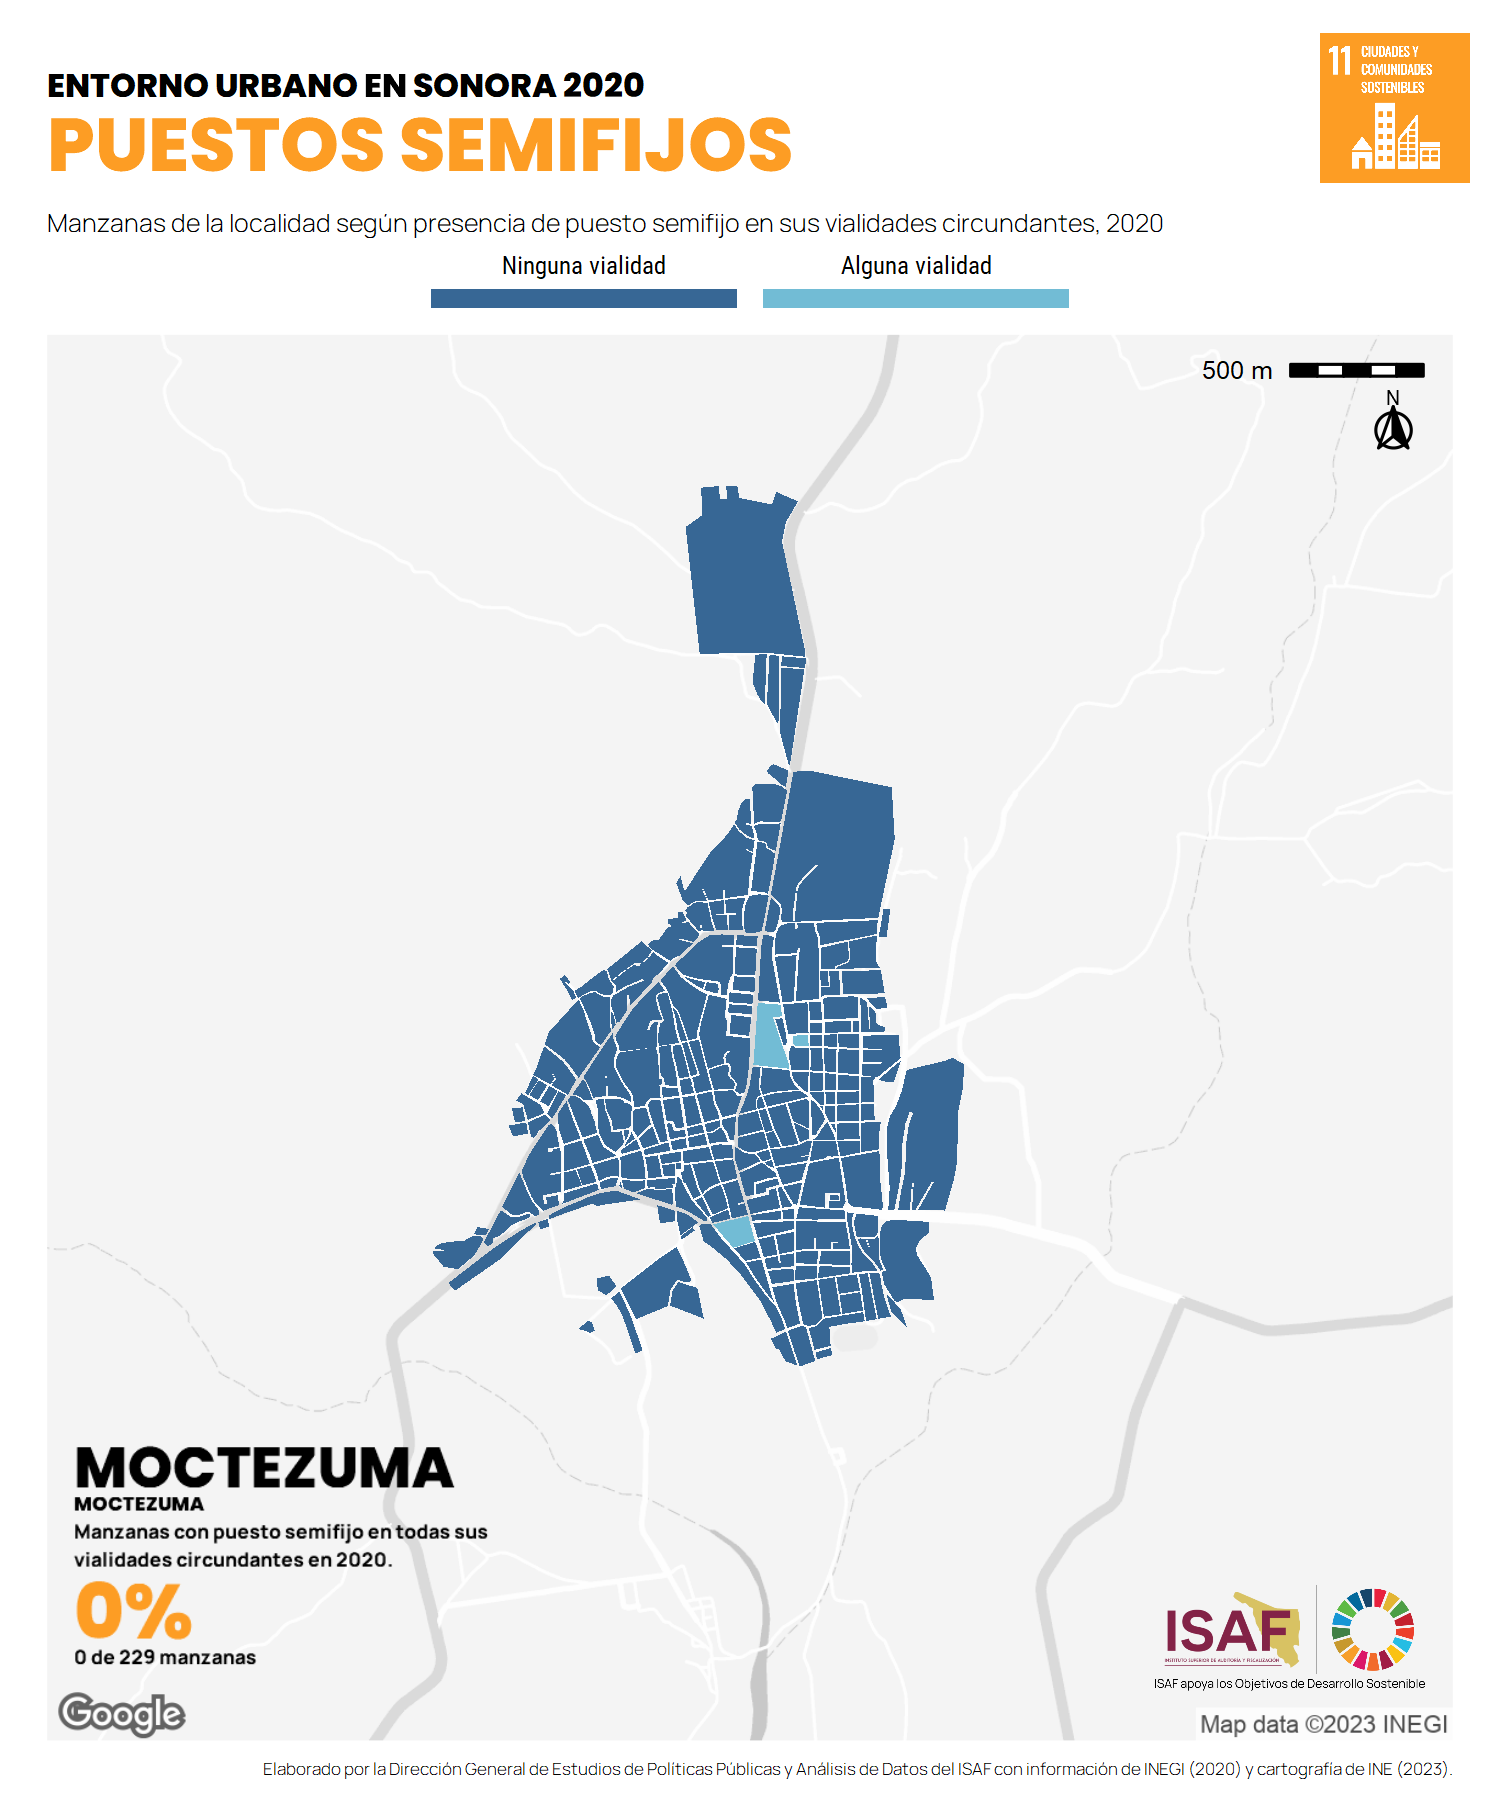 ENTORNO URBANO EN SONORA 2020
PUESTOS SEMIFIJOS
11 CIUDADES Y
COMUNIDADES
SOSTENIBLES
Manzanas de la localidad según presencia de puesto semifijo en sus vialidades circundantes, 2020
Ninguna vialidad
Alguna vialidad
500 m
N
MOCTEZUMA
MOCTEZUMA
Manzanas con puesto semifijo en todas sus
vialidades circundantes en 2020.
0%
0 de 229 manzanas
Google
ISAF
INSTITUTO SUPERIOR DE AUDITORÍA Y FISCALIZACIÓN
ISAF apoya los Objetivos de Desarrollo Sostenible
Map data ©2023 INEGI
Elaborado por la Dirección General de Estudios de Políticas Públicas y Análisis de Datos del ISAF con información de INEGI (2020) y cartografía de INE (2023).